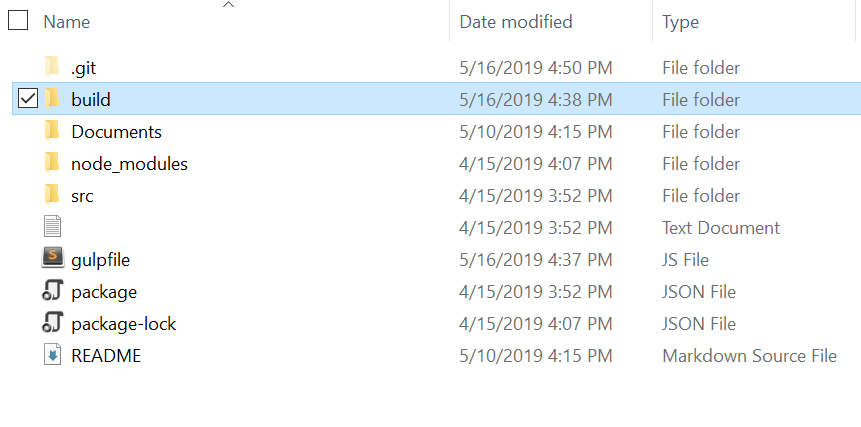 Name Date modified Type
.git 5/16/2019 4:50 PM File folder
build 5/16/2019 4:38 PM File folder
Documents 5/10/2019 4:15 PM File folder
node_modules 4/15/2019 4:07 PM File folder
src 4/15/2019 3:52 PM File folder
4/15/2019 3:52 PM Text Document
gulpfile 5/16/2019 4:37 PM JS File
package 4/15/2019 3:52 PM JSON File
package-lock 4/15/2019 4:07 PM JSON File
README 5/10/2019 4:15 PM Markdown Source File